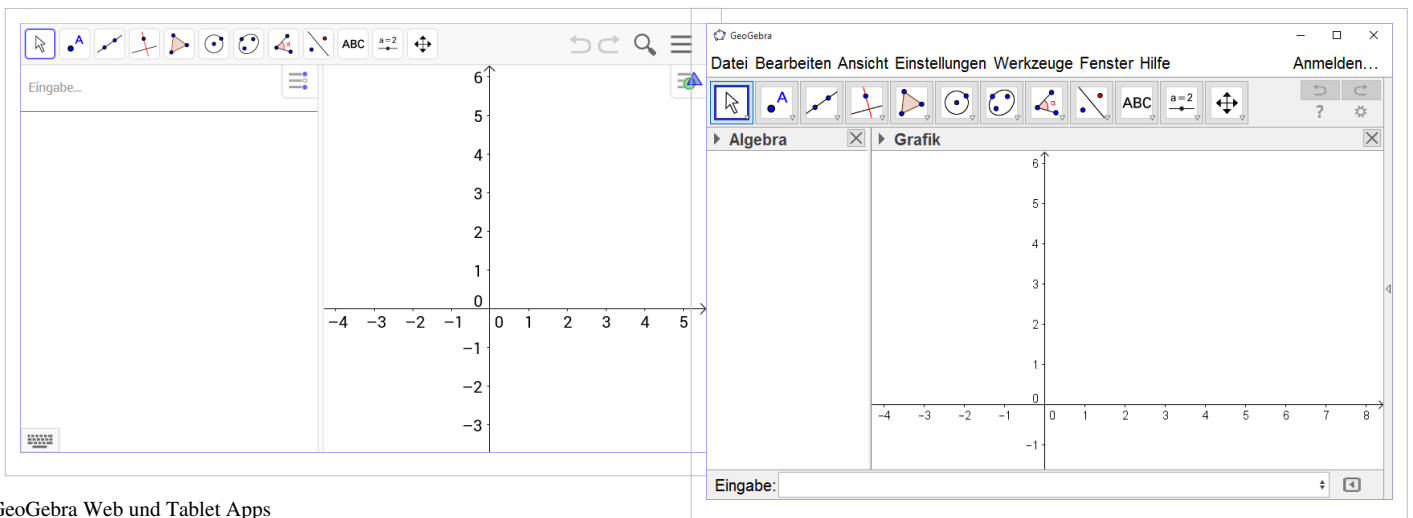 ABC
a=2
Eingabe...
6
5
4
3
2
1
0
−4 −3 −2 −1 0 1 2 3 4 5
−1
−2
−3
GeoGebra
Datei Bearbeiten Ansicht Einstellungen Werkzeuge Fenster Hilfe Anmelden...
A
α
ABC
a=2
?
Algebra
Grafik
6
5
4
3
2
1
0
-4 -3 -2 -1 0 1 2 3 4 5 6 7 8
-1
Eingabe:
GeoGebra Web und Tablet Apps